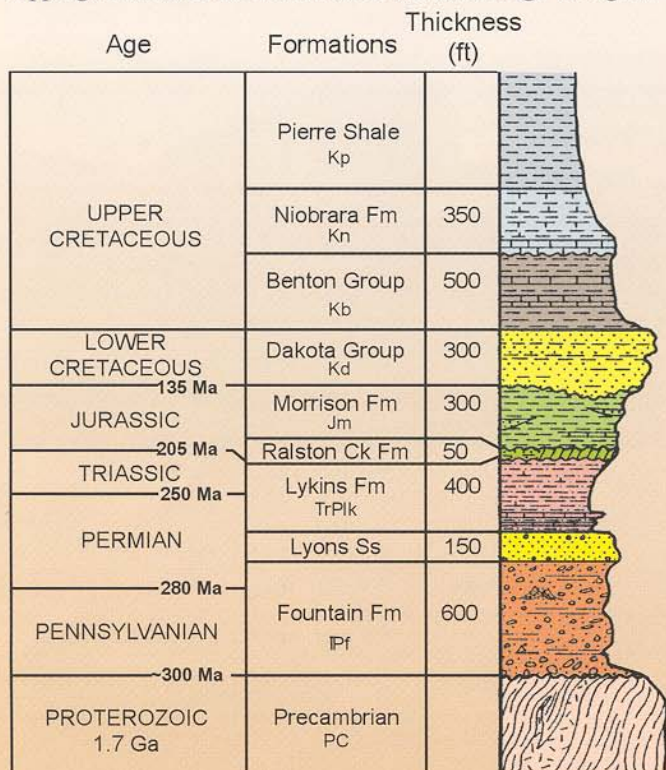 Age Formations Thickness
(ft)
Pierre Shale
Kp
UPPER
CRETACEOUS
Niobrara Fm 350
Kn
Benton Group 500
Kb
LOWER
CRETACEOUS
Dakota Group 300
Kd
135 Ma
JURASSIC
Morrison Fm 300
Jm
205 Ma
Ralston Ck Fm 50
TRIASSIC
Lykins Fm 400
TrPlk
250 Ma
PERMIAN
Lyons Ss 150
280 Ma
PENNSYLVANIAN
Fountain Fm 600
IPf
~300 Ma
PROTEROZOIC
1.7 Ga
Precambrian
PC